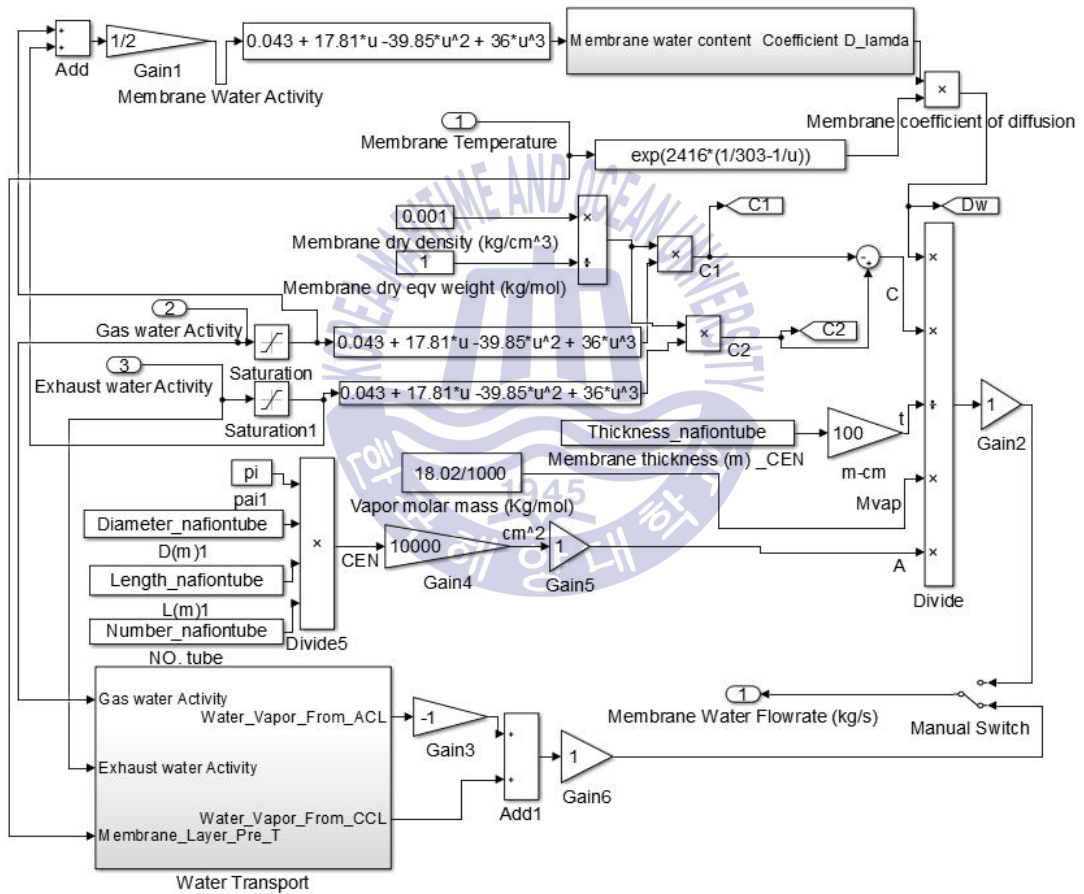 1/2
0.043 + 17.81*u -39.85*u^2 + 36*u^3
Membrane water content Coefficient D_lamda
Add
Gain1
Membrane Water Activity
×
Membrane coefficient of diffusion
1
Membrane Temperature
exp(2416*(1/303-1/u))
KOREA MARITIME AND OCEAN UNIVERCITY
0.001
×
C1
Dw
Membrane dry density (kg/cm^3)
1
÷
×
C1
Membrane dry eqv weight (kg/mol)
C
2
Gas water Activity
0.043 + 17.81*u -39.85*u^2 + 36*u^3
×
C2
C2
3
Saturation
Exhaust water Activity
0.043 + 17.81*u -39.85*u^2 + 36*u^3
Saturation1
Thickness_nafiontube
100
t
1
Gain2
Membrane thickness (m) _CEN
m-cm
18.02/1000
Mvap
1945
Vapor molar mass (Kg/mol)
pi
pai1
Diameter_nafiontube
D(m)1
Length_nafiontube
L(m)1
Number_nafiontube
NO. tube
×
Divide5
CEN
10000
Gain4
cm^2
1
Gain5
A
×
×
÷
×
×
Divide
Gas water Activity
Water_Vapor_From_ACL
-1
Gain3
1
Membrane Water Flowrate (kg/s)
Manual Switch
Exhaust water Activity
1
Gain6
Water_Vapor_From_CCL
Add1
Membrane_Layer_Pre_T
Water Transport